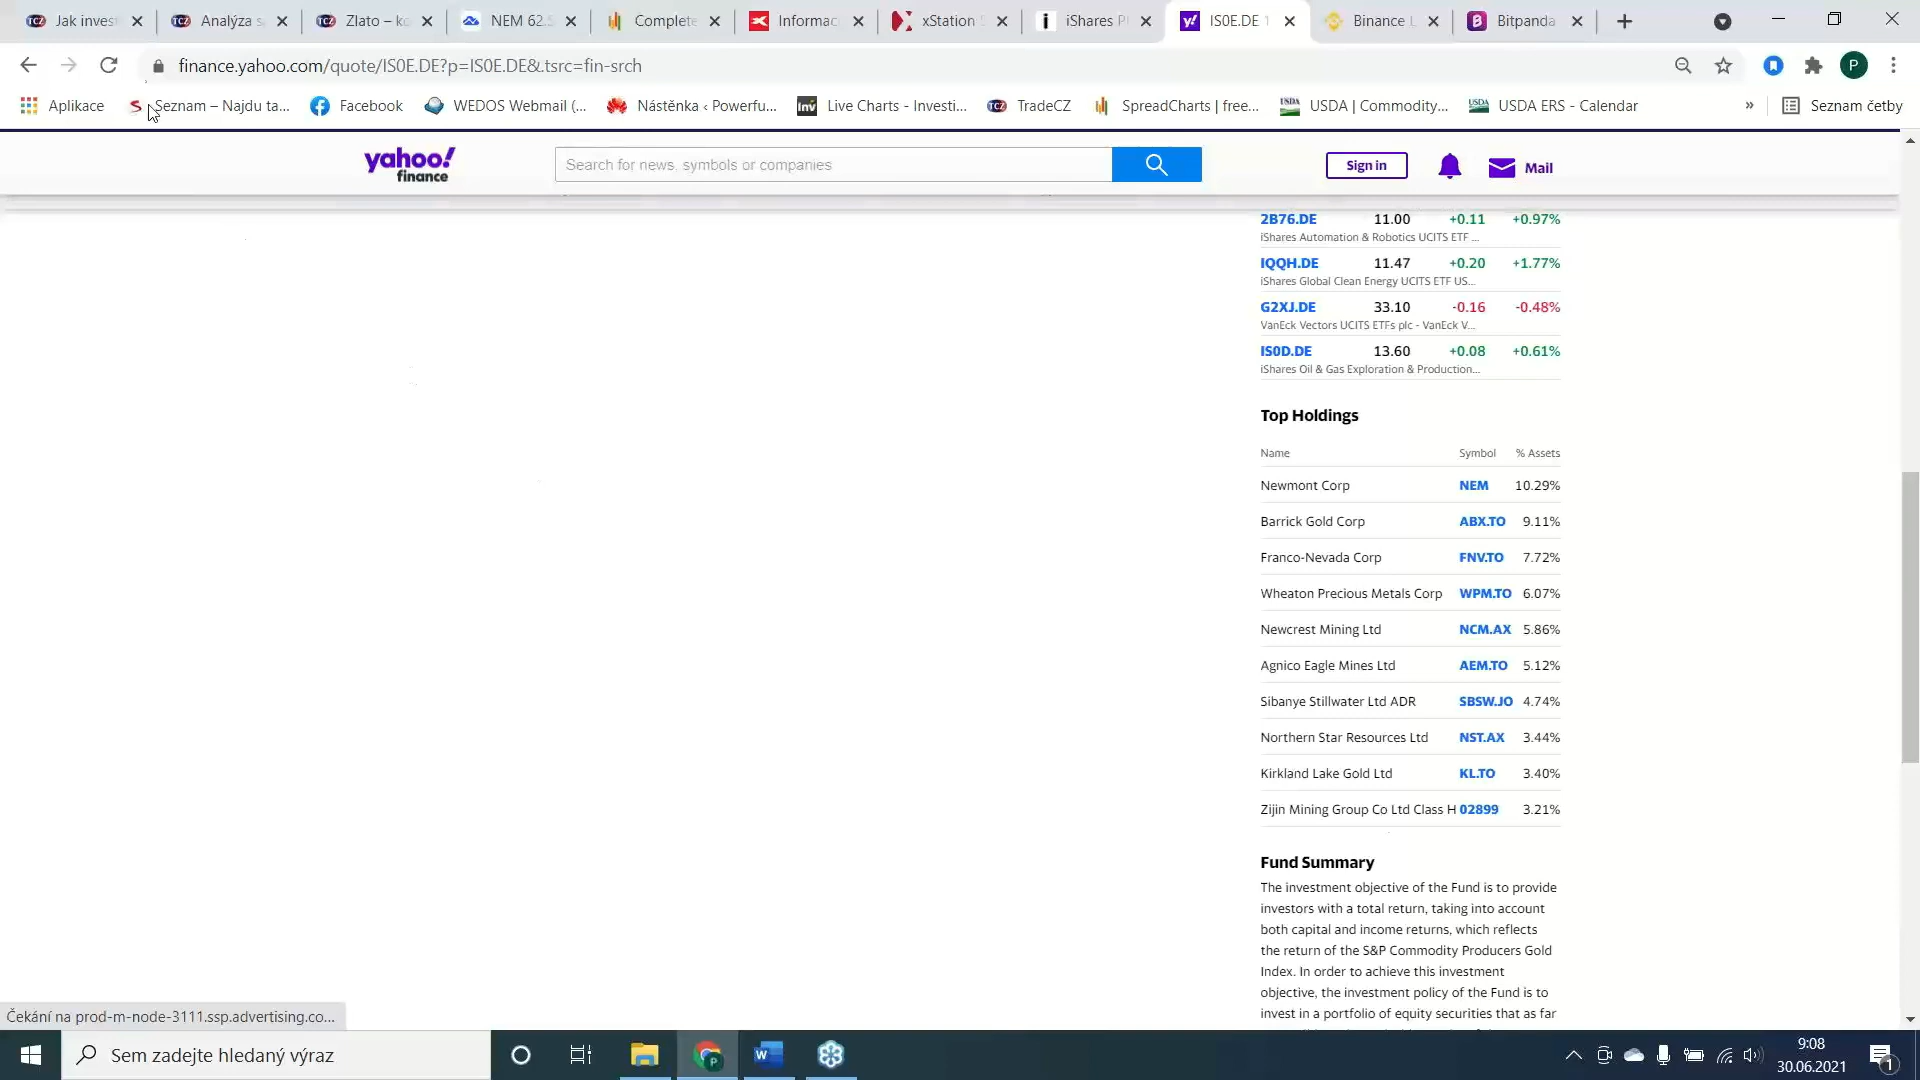 Jak inves
Analýza s
Zlato – ko
NEM 62.5
Complete
Informac
xStation 5
iShares Ph
IS0E.DE 1
Binance L
Bitpanda
finance.yahoo.com/quote/IS0E.DE?p=IS0E.DE&.tsrc=fin-srch
P
Aplikace
Seznam – Najdu ta...
Facebook
WEDOS Webmail (...
Nástěnka ‹ Powerfu...
Live Charts - Investi...
TradeCZ
SpreadCharts | free...
USDA | Commodity...
USDA ERS - Calendar
»
Seznam četby
yahoo!
finance
Search for news, symbols or companies
Sign in
Mail
2B76.DE 11.00 +0.11 +0.97%
iShares Automation & Robotics UCITS ETF ...
IQQH.DE 11.47 +0.20 +1.77%
iShares Global Clean Energy UCITS ETF US...
G2XJ.DE 33.10 -0.16 -0.48%
VanEck Vectors UCITS ETFs plc - VanEck V...
IS0D.DE 13.60 +0.08 +0.61%
iShares Oil & Gas Exploration & Production...
Top Holdings
Name Symbol % Assets
Newmont Corp NEM 10.29%
Barrick Gold Corp ABX.TO 9.11%
Franco-Nevada Corp FNV.TO 7.72%
Wheaton Precious Metals Corp WPM.TO 6.07%
Newcrest Mining Ltd NCM.AX 5.86%
Agnico Eagle Mines Ltd AEM.TO 5.12%
Sibanye Stillwater Ltd ADR SBSW.JO 4.74%
Northern Star Resources Ltd NST.AX 3.44%
Kirkland Lake Gold Ltd KL.TO 3.40%
Zijin Mining Group Co Ltd Class H 02899 3.21%
Fund Summary
The investment objective of the Fund is to provide
investors with a total return, taking into account
both capital and income returns, which reflects
the return of the S&P Commodity Producers Gold
Index. In order to achieve this investment
objective, the investment policy of the Fund is to
invest in a portfolio of equity securities that as far
Čekání na prod-m-node-3111.ssp.advertising.co...
Sem zadejte hledaný výraz
9:08
30.06.2021
1